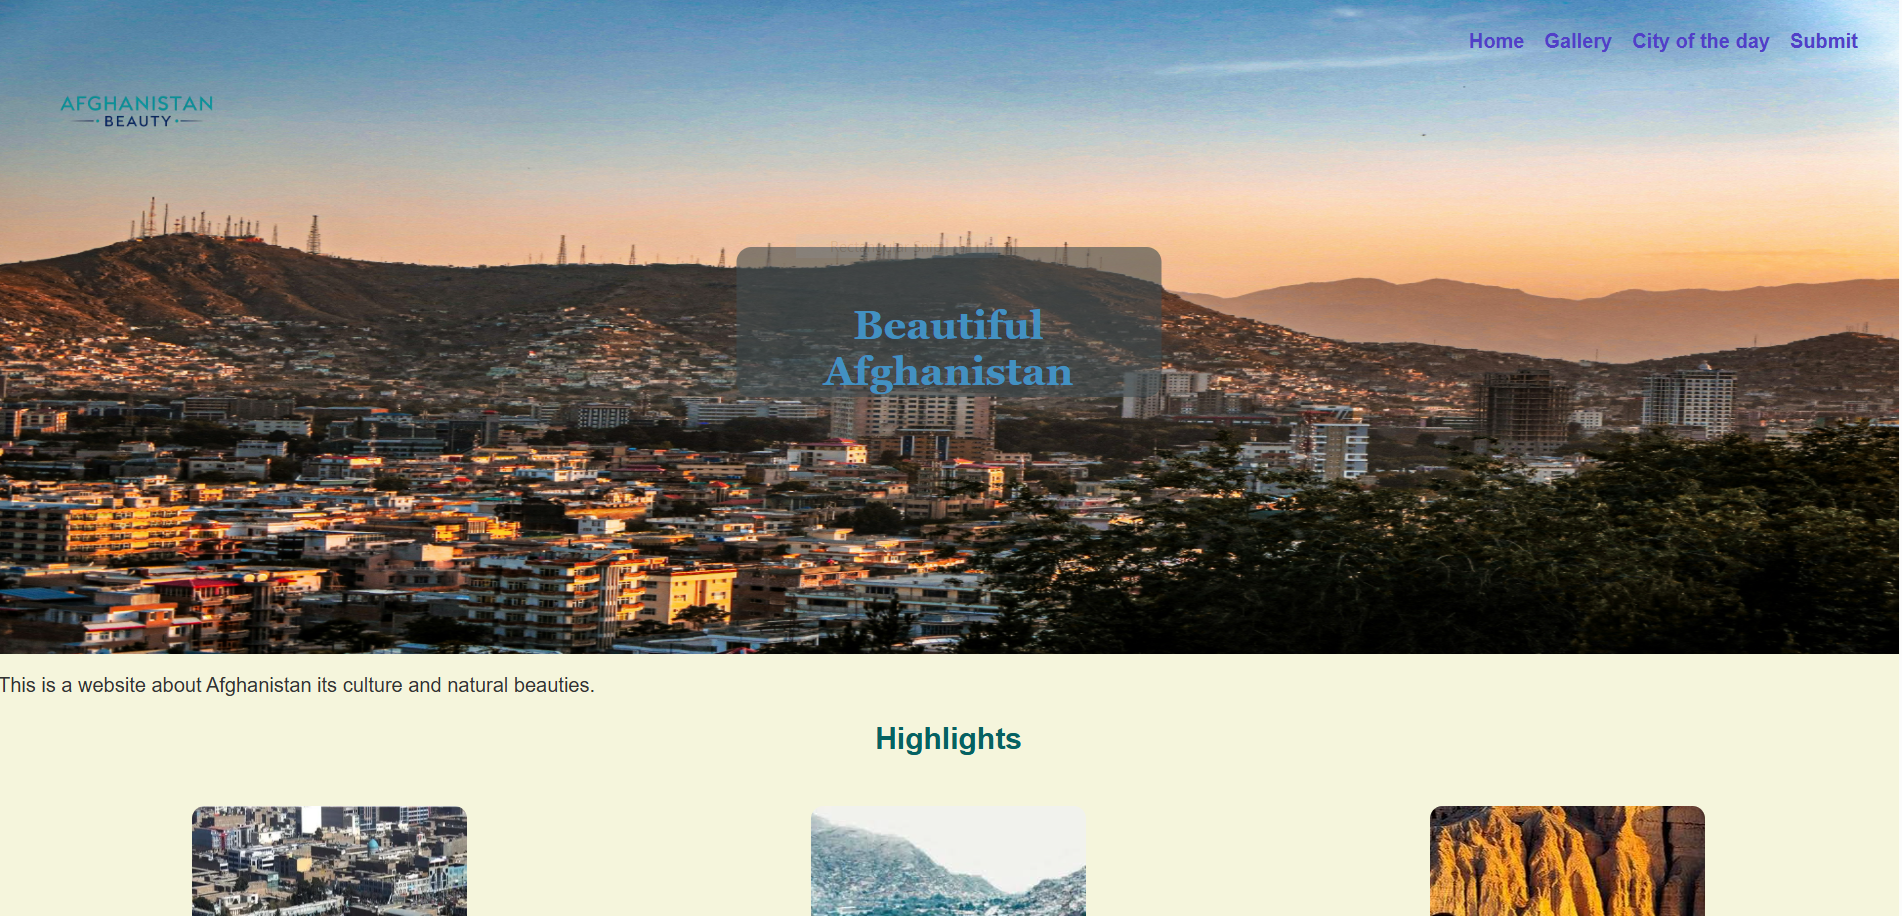 Home Gallery City of the day Submit
AFGHANISTAN
BEAUTY
Beautiful
Afghanistan
This is a website about Afghanistan its culture and natural beauties.
Highlights